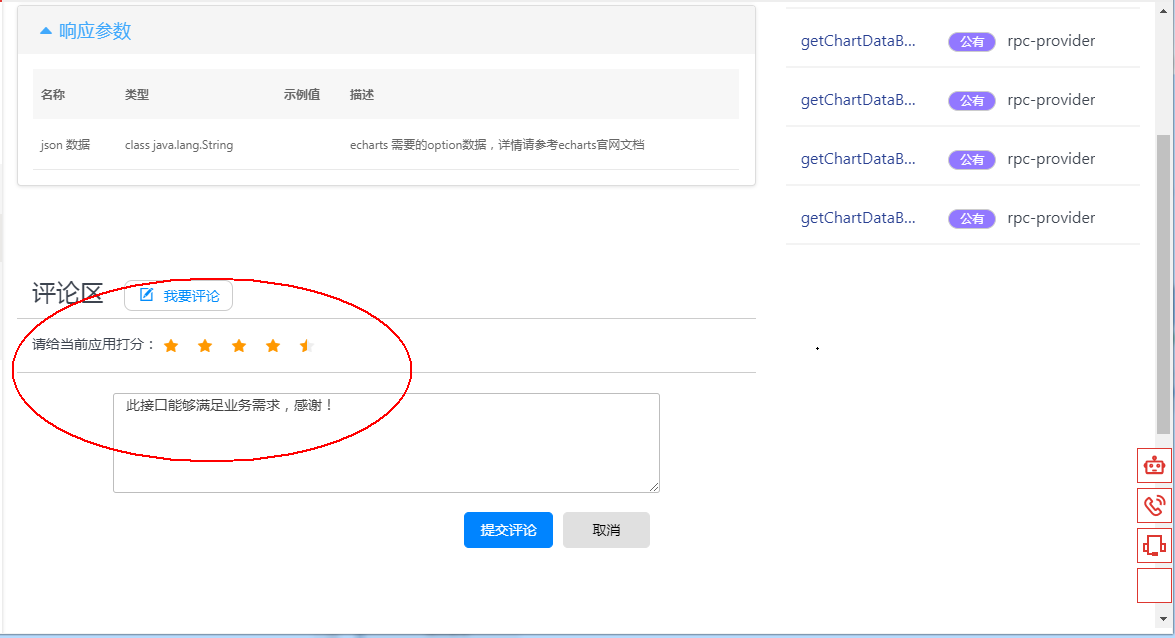 响应参数
名称 类型 示例值 描述
json 数据 class java.lang.String echarts 需要的option数据，详情请参考echarts官网文档
评论区 我要评论
请给当前应用打分：
此接口能够满足业务需求，感谢！
提交评论 取消
getChartDataB... 公有 rpc-provider
getChartDataB... 公有 rpc-provider
getChartDataB... 公有 rpc-provider
getChartDataB... 公有 rpc-provider